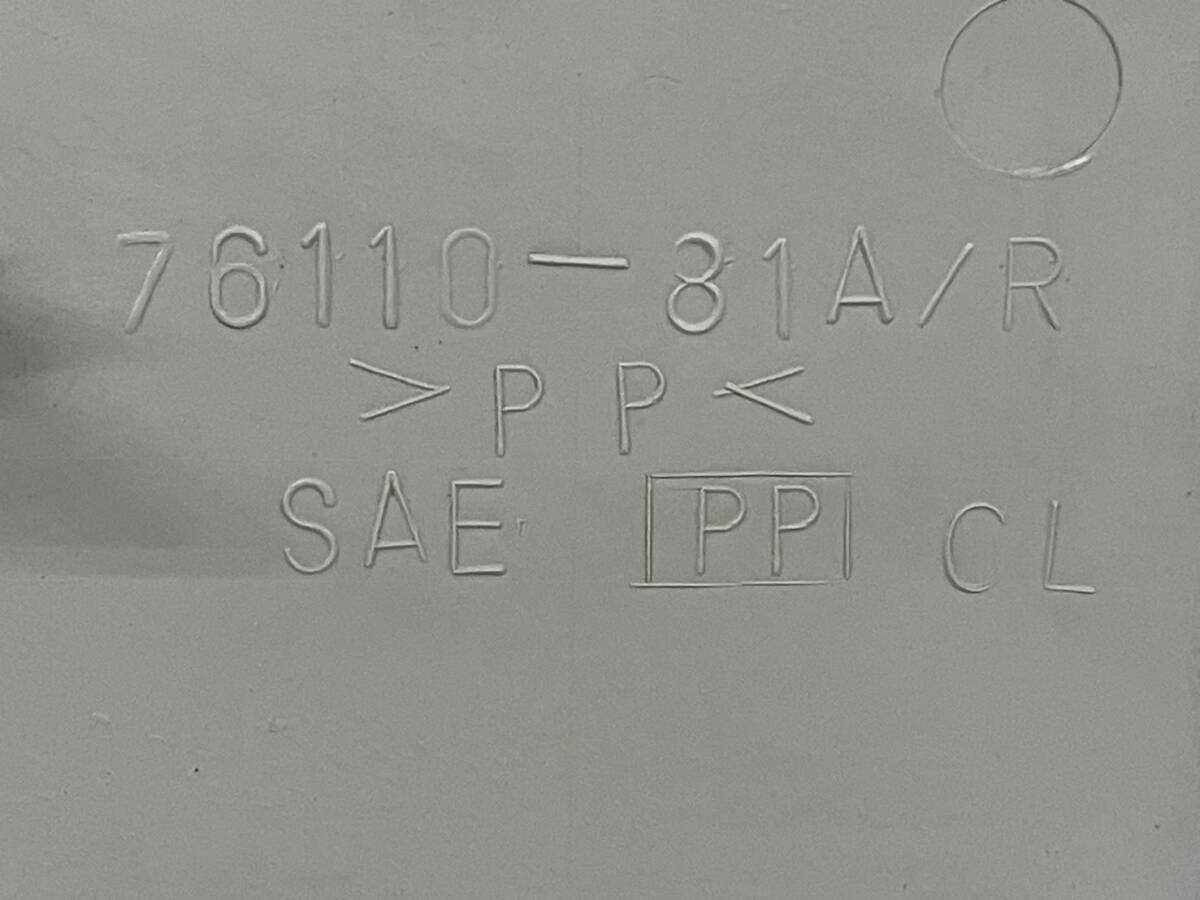 76110-81A/R
>PP<
SAE PP CL